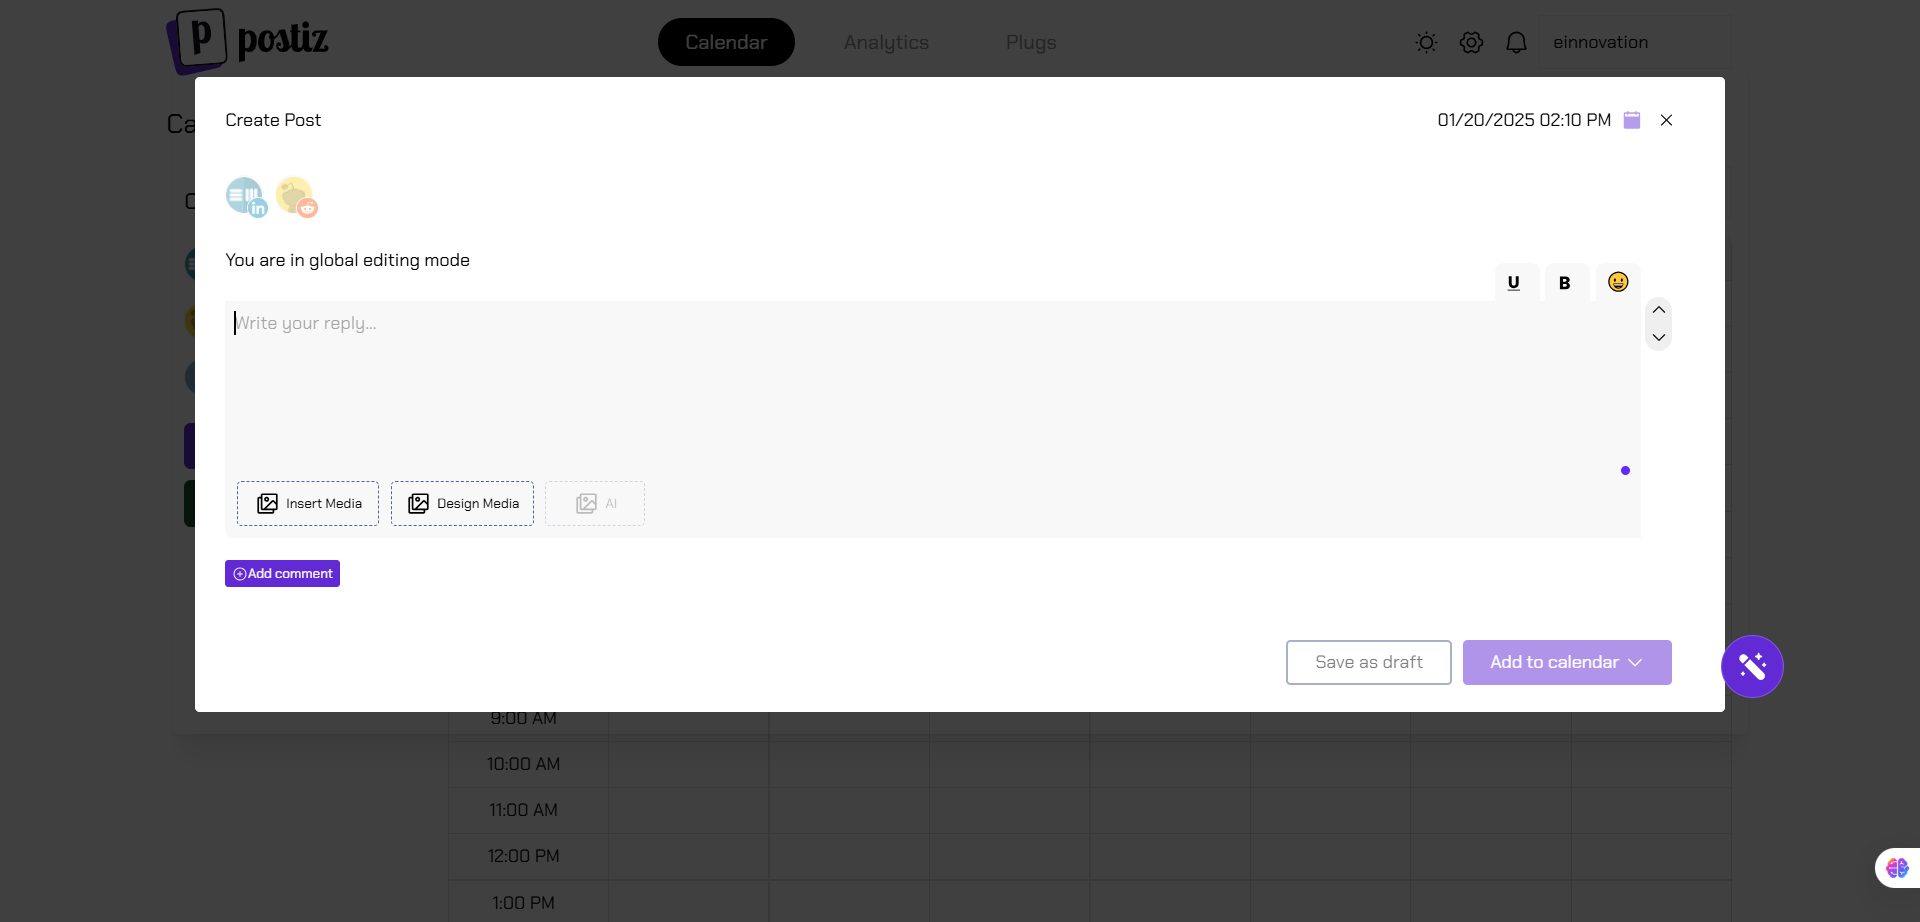 P postiz
Calendar
Analytics
Plugs
einnovation
Ca
Create Post
01/20/2025 02:10 PM
in
You are in global editing mode
U
B
Write your reply...
Insert Media
Design Media
AI
Add comment
Save as draft
Add to calendar
9:00 AM
10:00 AM
11:00 AM
12:00 PM
1:00 PM